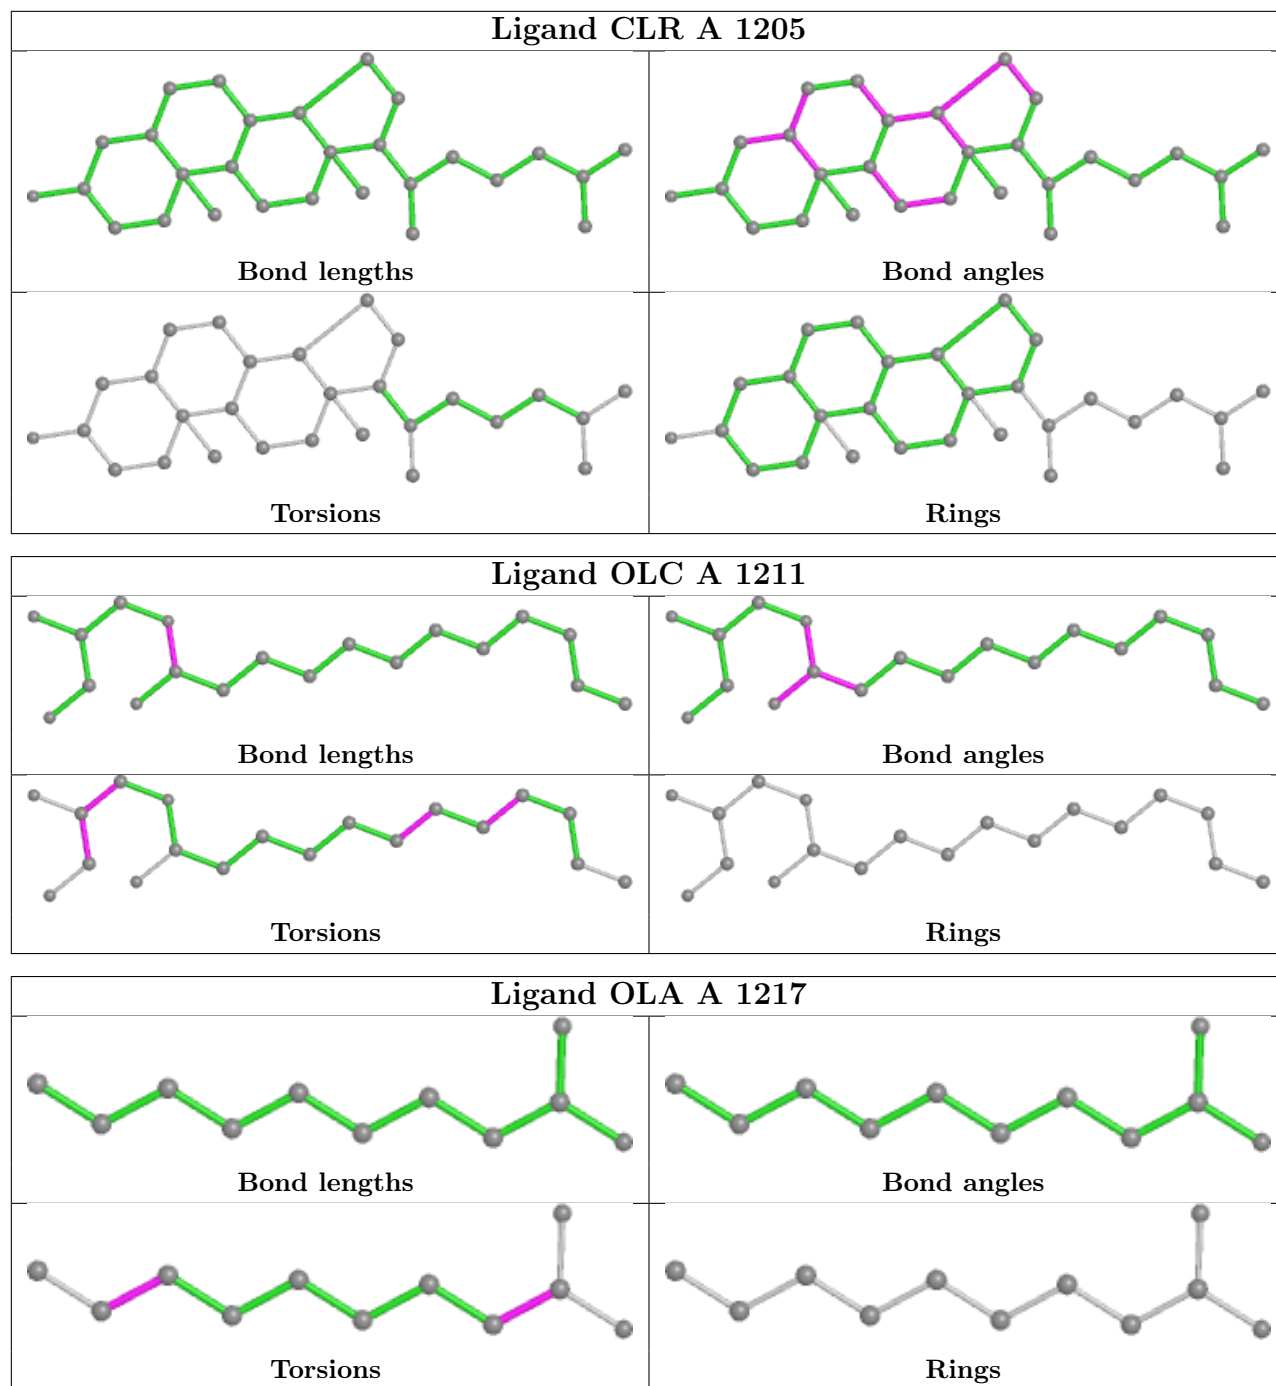 Ligand CLR A 1205
Bond lengths
Bond angles
Torsions
Rings
Ligand OLC A 1211
Bond lengths
Bond angles
Torsions
Rings
Ligand OLA A 1217
Bond lengths
Bond angles
Torsions
Rings